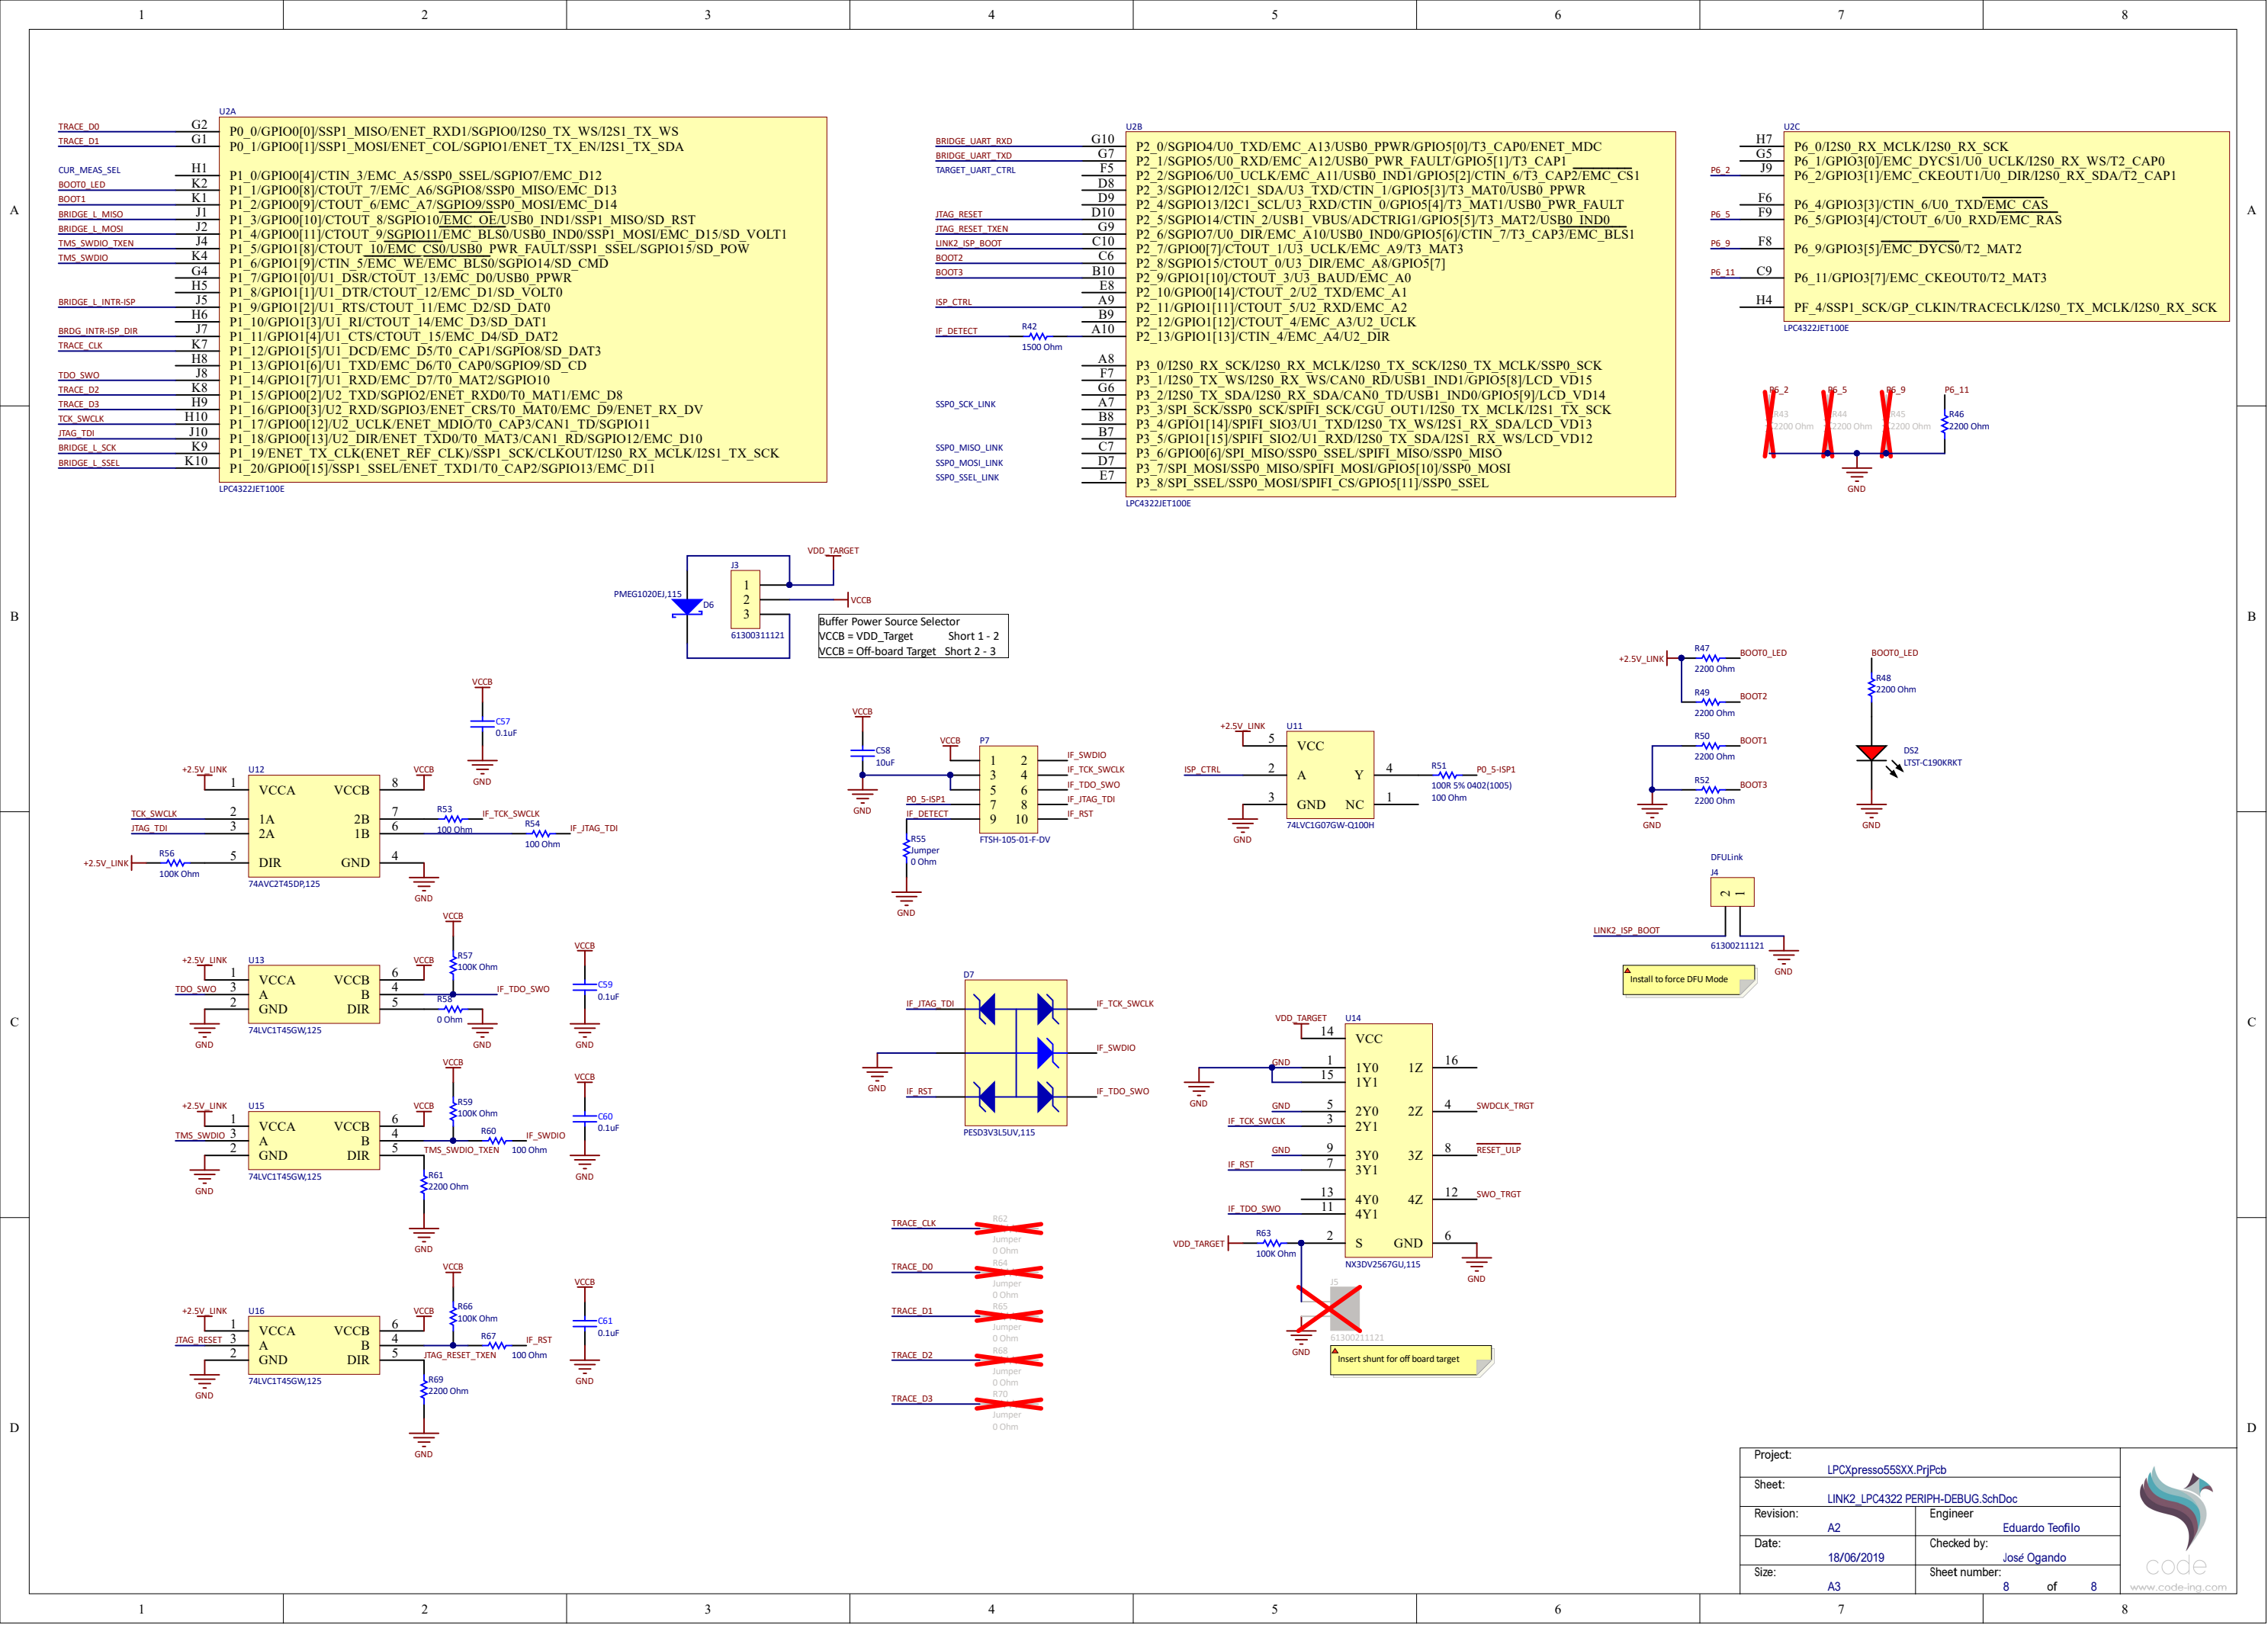 1 2 3 4 5 6 7 8
A A
B B
C C
D D
U2A
TRACE_D0 G2 P0_0/GPIO0[0]/SSP1_MISO/ENET_RXD1/SGPIO0/I2S0_TX_WS/I2S1_TX_WS
TRACE_D1 G1 P0_1/GPIO0[1]/SSP1_MOSI/ENET_COL/SGPIO1/ENET_TX_EN/I2S1_TX_SDA
CUR_MEAS_SEL H1 P1_0/GPIO0[4]/CTIN_3/EMC_A5/SSP0_SSEL/SGPIO7/EMC_D12
BOOT0_LED K2 P1_1/GPIO0[8]/CTOUT_7/EMC_A6/SGPIO8/SSP0_MISO/EMC_D13
BOOT1 K1 P1_2/GPIO0[9]/CTOUT_6/EMC_A7/SGPIO9/SSP0_MOSI/EMC_D14
BRIDGE_L_MISO J1 P1_3/GPIO0[10]/CTOUT_8/SGPIO10/EMC_OE/USB0_IND1/SSP1_MISO/SD_RST
BRIDGE_L_MOSI J2 P1_4/GPIO0[11]/CTOUT_9/SGPIO11/EMC_BLS0/USB0_IND0/SSP1_MOSI/EMC_D15/SD_VOLT1
TMS_SWDIO_TXEN J4 P1_5/GPIO1[8]/CTOUT_10/EMC_CS0/USB0_PWR_FAULT/SSP1_SSEL/SGPIO15/SD_POW
TMS_SWDIO K4 P1_6/GPIO1[9]/CTIN_5/EMC_WE/EMC_BLS0/SGPIO14/SD_CMD
G4 P1_7/GPIO1[0]/U1_DSR/CTOUT_13/EMC_D0/USB0_PPWR
H5 P1_8/GPIO1[1]/U1_DTR/CTOUT_12/EMC_D1/SD_VOLT0
BRIDGE_L_INTR-ISP J5 P1_9/GPIO1[2]/U1_RTS/CTOUT_11/EMC_D2/SD_DAT0
H6 P1_10/GPIO1[3]/U1_RI/CTOUT_14/EMC_D3/SD_DAT1
BRDG_INTR-ISP_DIR J7 P1_11/GPIO1[4]/U1_CTS/CTOUT_15/EMC_D4/SD_DAT2
TRACE_CLK K7 P1_12/GPIO1[5]/U1_DCD/EMC_D5/T0_CAP1/SGPIO8/SD_DAT3
H8 P1_13/GPIO1[6]/U1_TXD/EMC_D6/T0_CAP0/SGPIO9/SD_CD
TDO_SWO J8 P1_14/GPIO1[7]/U1_RXD/EMC_D7/T0_MAT2/SGPIO10
TRACE_D2 K8 P1_15/GPIO0[2]/U2_TXD/SGPIO2/ENET_RXD0/T0_MAT1/EMC_D8
TRACE_D3 H9 P1_16/GPIO0[3]/U2_RXD/SGPIO3/ENET_CRS/T0_MAT0/EMC_D9/ENET_RX_DV
TCK_SWCLK H10 P1_17/GPIO0[12]/U2_UCLK/ENET_MDIO/T0_CAP3/CAN1_TD/SGPIO11
JTAG_TDI J10 P1_18/GPIO0[13]/U2_DIR/ENET_TXD0/T0_MAT3/CAN1_RD/SGPIO12/EMC_D10
BRIDGE_L_SCK K9 P1_19/ENET_TX_CLK(ENET_REF_CLK)/SSP1_SCK/CLKOUT/I2S0_RX_MCLK/I2S1_TX_SCK
BRIDGE_L_SSEL K10 P1_20/GPIO0[15]/SSP1_SSEL/ENET_TXD1/T0_CAP2/SGPIO13/EMC_D11
LPC4322JET100E
U2B
BRIDGE_UART_RXD G10 P2_0/SGPIO4/U0_TXD/EMC_A13/USB0_PPWR/GPIO5[0]/T3_CAP0/ENET_MDC
BRIDGE_UART_TXD G7 P2_1/SGPIO5/U0_RXD/EMC_A12/USB0_PWR_FAULT/GPIO5[1]/T3_CAP1
TARGET_UART_CTRL F5 P2_2/SGPIO6/U0_UCLK/EMC_A11/USB0_IND1/GPIO5[2]/CTIN_6/T3_CAP2/EMC_CS1
D8 P2_3/SGPIO12/I2C1_SDA/U3_TXD/CTIN_1/GPIO5[3]/T3_MAT0/USB0_PPWR
D9 P2_4/SGPIO13/I2C1_SCL/U3_RXD/CTIN_0/GPIO5[4]/T3_MAT1/USB0_PWR_FAULT
JTAG_RESET D10 P2_5/SGPIO14/CTIN_2/USB1_VBUS/ADCTRIG1/GPIO5[5]/T3_MAT2/USB0_IND0
JTAG_RESET_TXEN G9 P2_6/SGPIO7/U0_DIR/EMC_A10/USB0_IND0/GPIO5[6]/CTIN_7/T3_CAP3/EMC_BLS1
LINK2_ISP_BOOT C10 P2_7/GPIO0[7]/CTOUT_1/U3_UCLK/EMC_A9/T3_MAT3
BOOT2 C6 P2_8/SGPIO15/CTOUT_0/U3_DIR/EMC_A8/GPIO5[7]
BOOT3 B10 P2_9/GPIO1[10]/CTOUT_3/U3_BAUD/EMC_A0
E8 P2_10/GPIO0[14]/CTOUT_2/U2_TXD/EMC_A1
ISP_CTRL A9 P2_11/GPIO1[11]/CTOUT_5/U2_RXD/EMC_A2
B9 P2_12/GPIO1[12]/CTOUT_4/EMC_A3/U2_UCLK
IF_DETECT R42 1500 Ohm A10 P2_13/GPIO1[13]/CTIN_4/EMC_A4/U2_DIR
A8 P3_0/I2S0_RX_SCK/I2S0_RX_MCLK/I2S0_TX_SCK/I2S0_TX_MCLK/SSP0_SCK
F7 P3_1/I2S0_TX_WS/I2S0_RX_WS/CAN0_RD/USB1_IND1/GPIO5[8]/LCD_VD15
G6 P3_2/I2S0_TX_SDA/I2S0_RX_SDA/CAN0_TD/USB1_IND0/GPIO5[9]/LCD_VD14
SSP0_SCK_LINK A7 P3_3/SPI_SCK/SSP0_SCK/SPIFI_SCK/CGU_OUT1/I2S0_TX_MCLK/I2S1_TX_SCK
B8 P3_4/GPIO1[14]/SPIFI_SIO3/U1_TXD/I2S0_TX_WS/I2S1_RX_SDA/LCD_VD13
B7 P3_5/GPIO1[15]/SPIFI_SIO2/U1_RXD/I2S0_TX_SDA/I2S1_RX_WS/LCD_VD12
SSP0_MISO_LINK C7 P3_6/GPIO0[6]/SPI_MISO/SSP0_SSEL/SPIFI_MISO/SSP0_MISO
SSP0_MOSI_LINK D7 P3_7/SPI_MOSI/SSP0_MISO/SPIFI_MOSI/GPIO5[10]/SSP0_MOSI
SSP0_SSEL_LINK E7 P3_8/SPI_SSEL/SSP0_MOSI/SPIFI_CS/GPIO5[11]/SSP0_SSEL
LPC4322JET100E
U2C
H7 P6_0/I2S0_RX_MCLK/I2S0_RX_SCK
G5 P6_1/GPIO3[0]/EMC_DYCS1/U0_UCLK/I2S0_RX_WS/T2_CAP0
P6_2 J9 P6_2/GPIO3[1]/EMC_CKEOUT1/U0_DIR/I2S0_RX_SDA/T2_CAP1
F6 P6_4/GPIO3[3]/CTIN_6/U0_TXD/EMC_CAS
P6_5 F9 P6_5/GPIO3[4]/CTOUT_6/U0_RXD/EMC_RAS
P6_9 F8 P6_9/GPIO3[5]/EMC_DYCS0/T2_MAT2
P6_11 C9 P6_11/GPIO3[7]/EMC_CKEOUT0/T2_MAT3
H4 PF_4/SSP1_SCK/GP_CLKIN/TRACECLK/I2S0_TX_MCLK/I2S0_RX_SCK
LPC4322JET100E
P6_2 P6_5 P6_9 P6_11
R43 R44 R45 R46
2200 Ohm 2200 Ohm 2200 Ohm 2200 Ohm
GND
VDD_TARGET
J3
PMEG1020EJ,115 D6
1
2 VCCB
3
61300311121
Buffer Power Source Selector
VCCB = VDD_Target Short 1 - 2
VCCB = Off-board Target Short 2 - 3
VCCB
C57
0.1uF
GND
+2.5V_LINK U12 VCCB
1 VCCA VCCB 8
TCK_SWCLK 2 1A 2B 7 R53 100 Ohm IF_TCK_SWCLK
JTAG_TDI 3 2A 1B 6 R54 100 Ohm IF_JTAG_TDI
+2.5V_LINK R56 100K Ohm 5 DIR GND 4
74AVC2T45DP,125 GND
VCCB
C58
10uF
GND
VCCB P7
1 2 IF_SWDIO
3 4 IF_TCK_SWCLK
5 6 IF_TDO_SWO
P0_5-ISP1 7 8 IF_JTAG_TDI
IF_DETECT 9 10 IF_RST
FTSH-105-01-F-DV
R55
Jumper
0 Ohm
GND
+2.5V_LINK U11
5 VCC
ISP_CTRL 2 A Y 4 R51 P0_5-ISP1
100R 5% 0402(1005)
100 Ohm
3 GND NC 1
GND 74LVC1G07GW-Q100H
+2.5V_LINK R47 BOOT0_LED
2200 Ohm
R49 BOOT2
2200 Ohm
R50 BOOT1
2200 Ohm
R52 BOOT3
2200 Ohm
GND
BOOT0_LED
R48
2200 Ohm
DS2
LTST-C190KRKT
GND
DFULink
J4
2 1
LINK2_ISP_BOOT
61300211121
GND
Install to force DFU Mode
VCCB
R57
100K Ohm
+2.5V_LINK U13 VCCB
1 VCCA VCCB 6
TDO_SWO 3 A B 4 IF_TDO_SWO
2 GND DIR 5 R58 0 Ohm
GND 74LVC1T45GW,125 GND
VCCB
C59
0.1uF
GND
VCCB
R59
100K Ohm
+2.5V_LINK U15 VCCB
1 VCCA VCCB 6
TMS_SWDIO 3 A B 4 R60 100 Ohm IF_SWDIO
2 GND DIR 5 TMS_SWDIO_TXEN
GND 74LVC1T45GW,125
R61
2200 Ohm
GND
VCCB
C60
0.1uF
GND
VCCB
R66
100K Ohm
+2.5V_LINK U16 VCCB
1 VCCA VCCB 6
JTAG_RESET 3 A B 4 R67 100 Ohm IF_RST
2 GND DIR 5 JTAG_RESET_TXEN
GND 74LVC1T45GW,125
R69
2200 Ohm
GND
VCCB
C61
0.1uF
GND
D7
IF_JTAG_TDI IF_TCK_SWCLK
GND IF_SWDIO
IF_RST IF_TDO_SWO
PESD3V3L5UV,115
TRACE_CLK R62 Jumper 0 Ohm
TRACE_D0 R64 Jumper 0 Ohm
TRACE_D1 R65 Jumper 0 Ohm
TRACE_D2 R68 Jumper 0 Ohm
TRACE_D3 R70 Jumper 0 Ohm
VDD_TARGET U14
14 VCC
GND 1 1Y0 1Z 16
GND 15 1Y1
GND 5 2Y0 2Z 4 SWDCLK_TRGT
IF_TCK_SWCLK 3 2Y1
GND 9 3Y0 3Z 8 RESET_ULP
IF_RST 7 3Y1
13 4Y0 4Z 12 SWO_TRGT
IF_TDO_SWO 11 4Y1
VDD_TARGET R63 100K Ohm 2 S GND 6
NX3DV2567GU,115 GND
J5
61300211121
GND
Insert shunt for off board target
Project:
LPCXpresso55SXX.PrjPcb
Sheet:
LINK2_LPC4322 PERIPH-DEBUG.SchDoc
Revision: Engineer
A2 Eduardo Teofilo
Date: Checked by:
18/06/2019 José Ogando
Size: Sheet number:
A3 8 of 8
code
www.code-ing.com
1 2 3 4 5 6 7 8